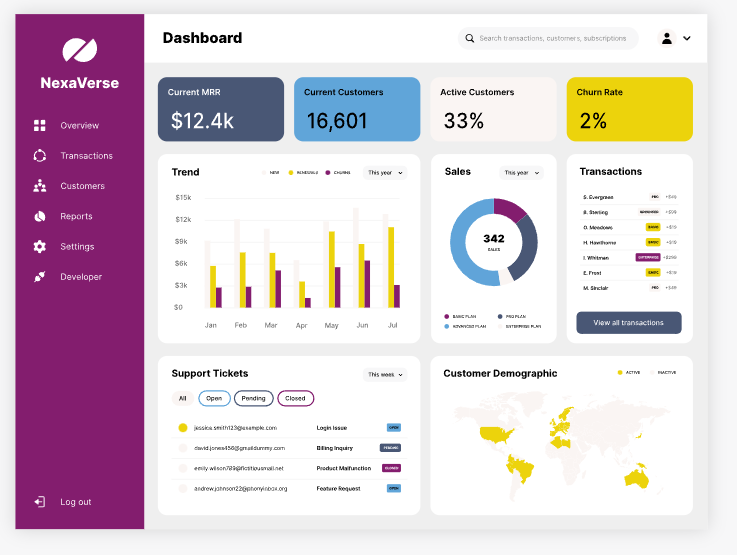 NexaVerse
Overview
Transactions
Customers
Reports
Settings
Developer
Log out
Dashboard
Search transactions, customers, subscriptions
Current MRR
$12.4k
Current Customers
16,601
Active Customers
33%
Churn Rate
2%
Trend
NEW RENEWALS CHURNS
This year
$15k
$12k
$9k
$6k
$3k
$0
Jan Feb Mar Apr May Jun Jul
Sales
This year
342
SALES
BASIC PLAN PRO PLAN
ADVANCED PLAN ENTERPRISE PLAN
Transactions
S. Evergreen PRO +$49
B. Sterling ADVANCED +$99
O. Meadows BASIC +$19
H. Hawthorne BASIC +$19
I. Whitman ENTERPRISE +$299
E. Frost BASIC +$19
M. Sinclair PRO +$49
View all transactions
Support Tickets
This week
All Open Pending Closed
jessica.smith123@example.com Login Issue OPEN
david.jones456@gmaildummy.com Billing Inquiry PENDING
emily.wilson789@fictitiousmail.net Product Malfunction CLOSED
andrew.johnson22@phonyinbox.org Feature Request OPEN
Customer Demographic
ACTIVE INACTIVE